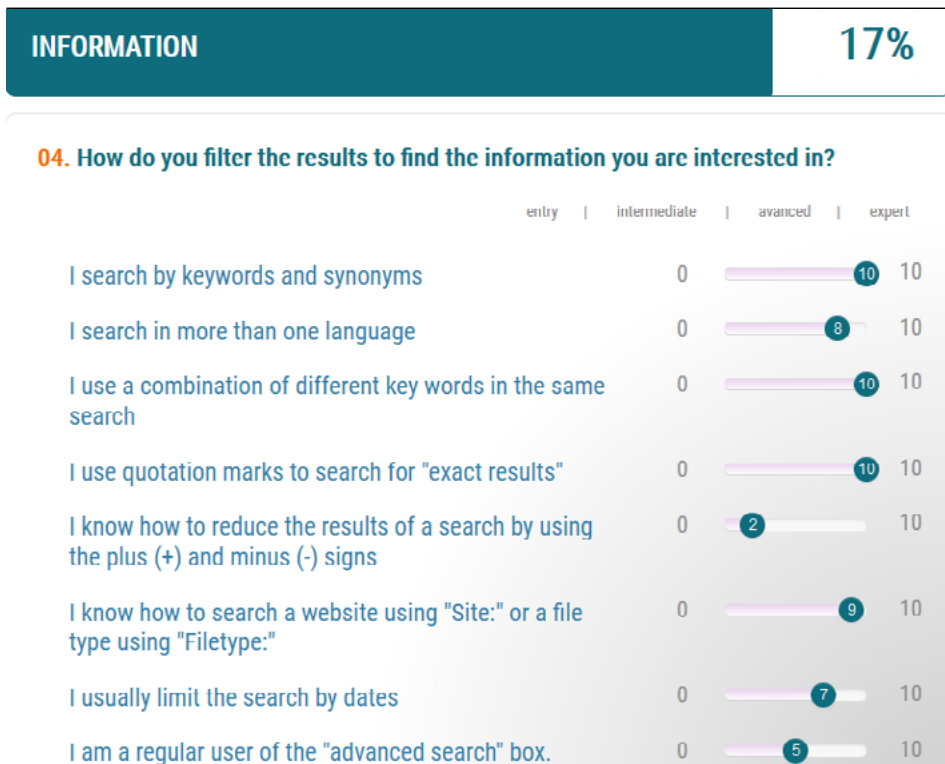 INFORMATION 17%
04. How do you filter the results to find the information you are interested in?
entry | intermediate | avanced | expert
I search by keywords and synonyms 0 10 10
I search in more than one language 0 8 10
I use a combination of different key words in the same 0 10 10
search
I use quotation marks to search for "exact results" 0 10 10
I know how to reduce the results of a search by using 0 2 10
the plus (+) and minus (-) signs
I know how to search a website using "Site:" or a file 0 9 10
type using "Filetype:"
I usually limit the search by dates 0 7 10
I am a regular user of the "advanced search" box. 0 5 10